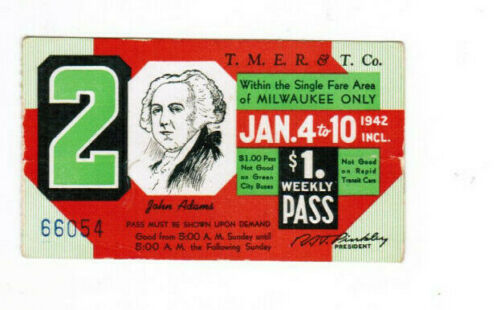 T. M. E. R. & T. Co.
2
Within the Single Fare Area
of MILWAUKEE ONLY
JAN. 4 to 10 1942 INCL.
$1.00 Pass
Not Good
on Green
City Buses
$1.
WEEKLY
PASS
Not Good
on Rapid
Transit Cars
John Adams
66054
PASS MUST BE SHOWN UPON DEMAND
Good from 5:00 A. M. Sunday until
5:00 A. M. the Following Sunday
PRESIDENT